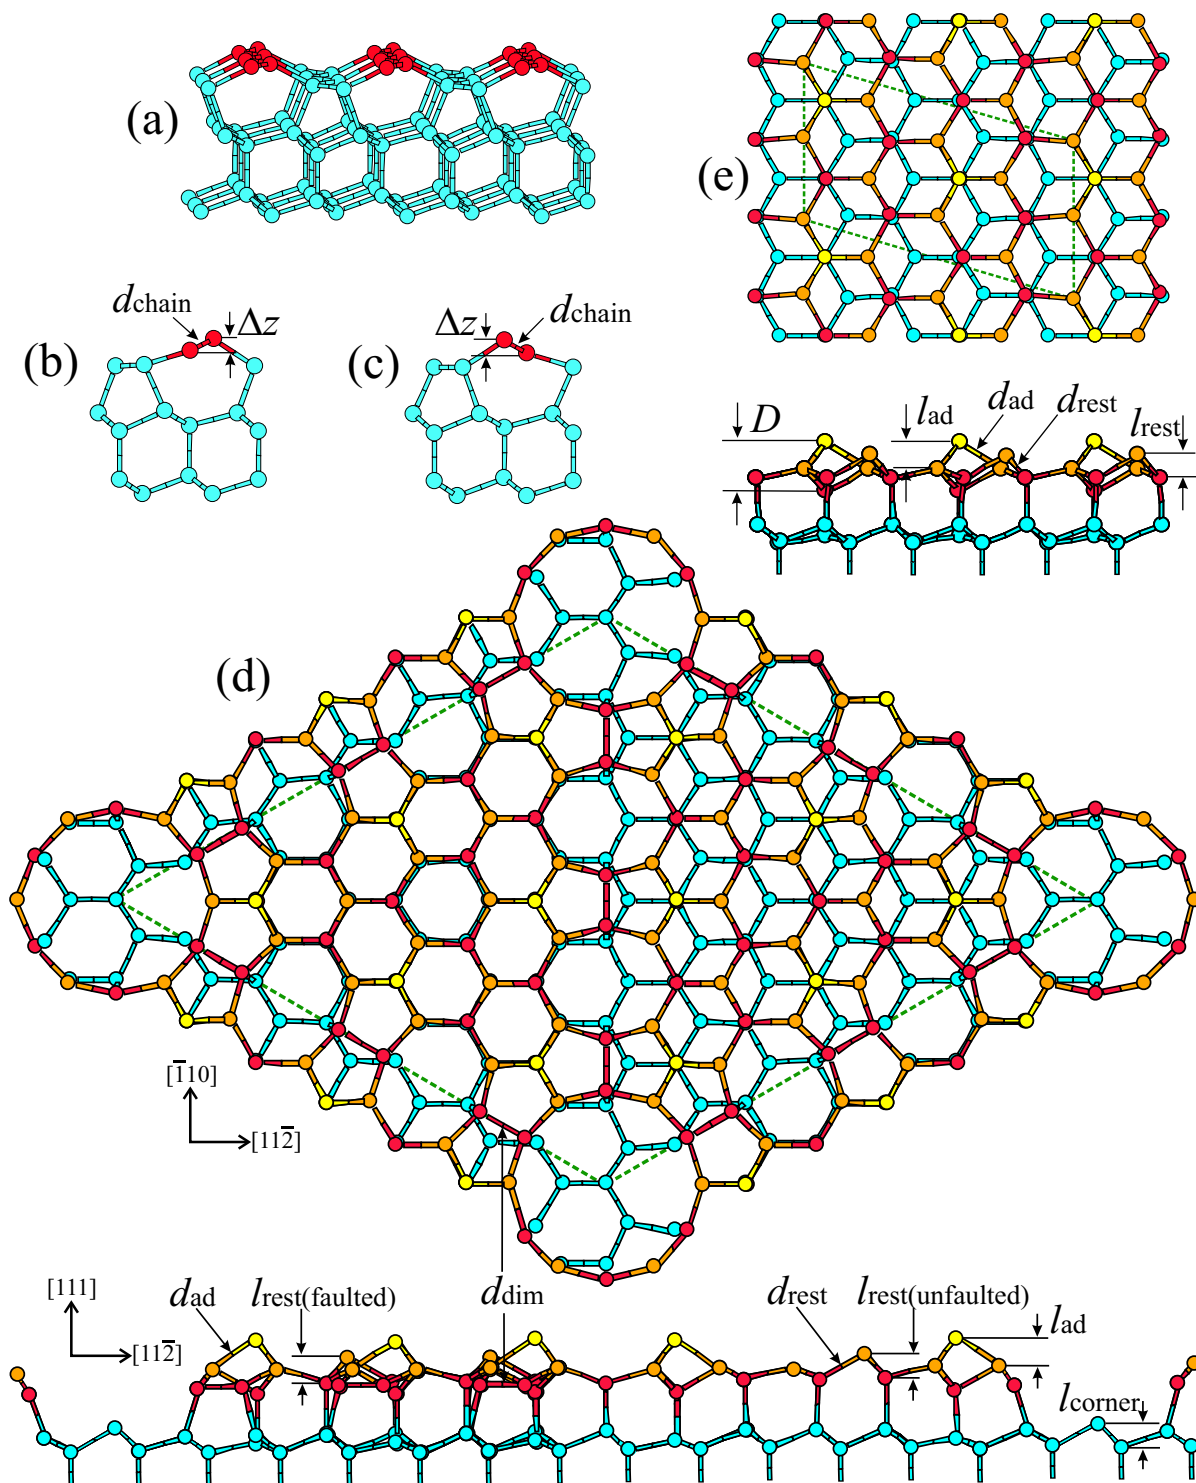 (a)
(e)
dchain
Δz
(b)
Δz
dchain
(c)
D
lad
dad
drest
lrest
(d)
[1̅10]
[112̅]
[111]
[112̅]
dad
lrest(faulted)
ddim
drest
lrest(unfaulted)
lad
lcorner